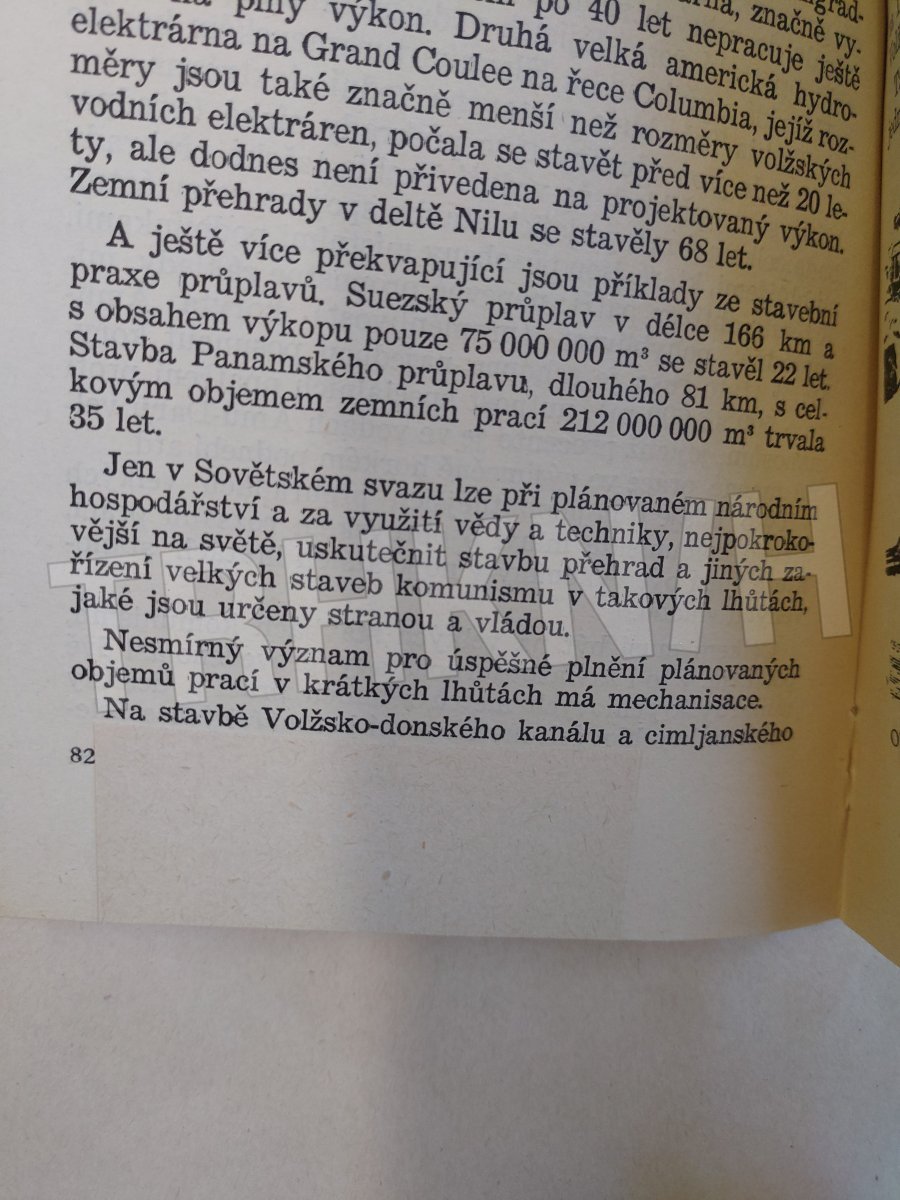 po 40 let nepracuje ještě
na plný výkon. Druhá velká americká hydro-
elektrárna na Grand Coulee na řece Columbia, jejíž roz-
měry jsou také značně menší než rozměry volžských
vodních elektráren, počala se stavět před více než 20 le-
ty, ale dodnes není přivedena na projektovaný výkon.
Zemní přehrady v deltě Nilu se stavěly 68 let.
A ještě více překvapující jsou příklady ze stavební
praxe průplavů. Suezský průplav v délce 166 km a
s obsahem výkopu pouze 75 000 000 m³ se stavěl 22 let.
Stavba Panamského průplavu, dlouhého 81 km, s cel-
kovým objemem zemních prací 212 000 000 m³ trvala
35 let.
Jen v Sovětském svazu lze při plánovaném národním
hospodářství a za využití vědy a techniky, nejpokroko-
vější na světě, uskutečnit stavbu přehrad a jiných za-
řízení velkých staveb komunismu v takových lhůtách,
jaké jsou určeny stranou a vládou.
Nesmírný význam pro úspěšné plnění plánovaných
objemů prací v krátkých lhůtách má mechanisace.
Na stavbě Volžsko-donského kanálu a cimljanského
82